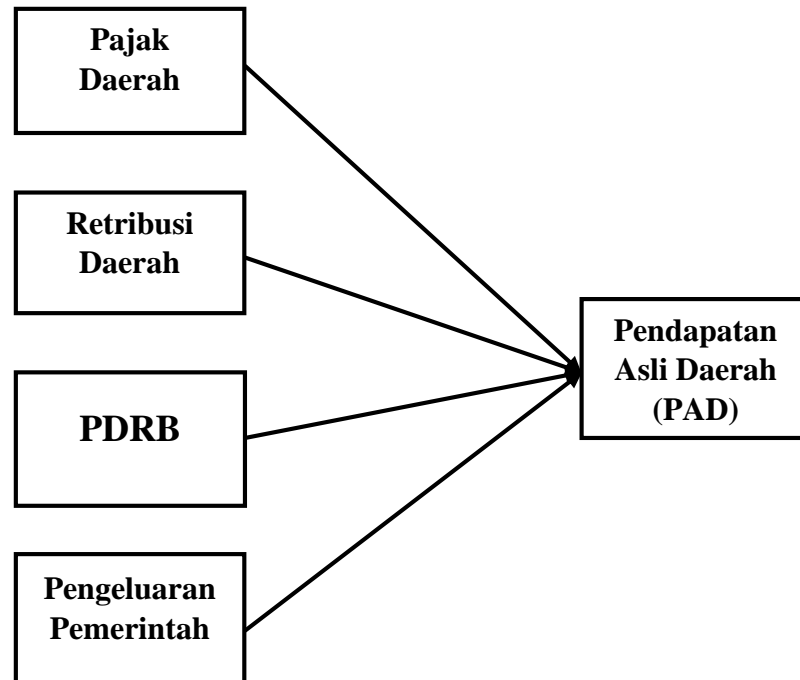 Pajak
Daerah
Retribusi
Daerah
PDRB
Pengeluaran
Pemerintah
Pendapatan
Asli Daerah
(PAD)